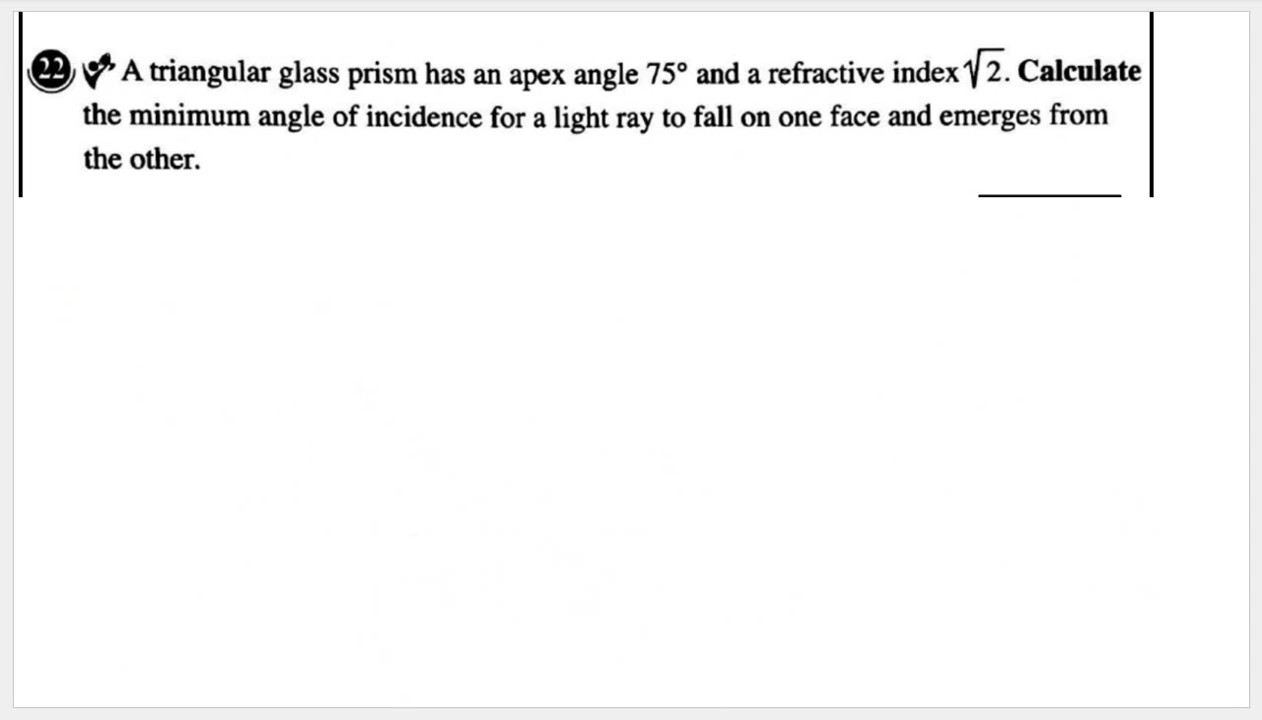 22 A triangular glass prism has an apex angle 75° and a refractive index √2. Calculate
the minimum angle of incidence for a light ray to fall on one face and emerges from
the other.